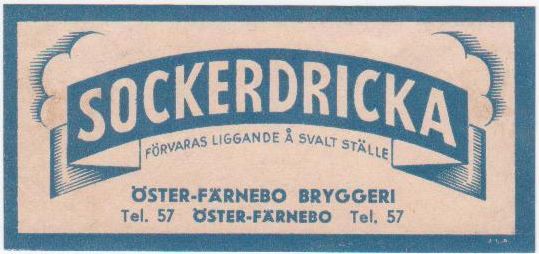 SOCKERDRICKA
FÖRVARAS LIGGANDE Å SVALT STÄLLE
ÖSTER-FÄRNEBO BRYGGERI
Tel. 57 ÖSTER-FÄRNEBO Tel. 57